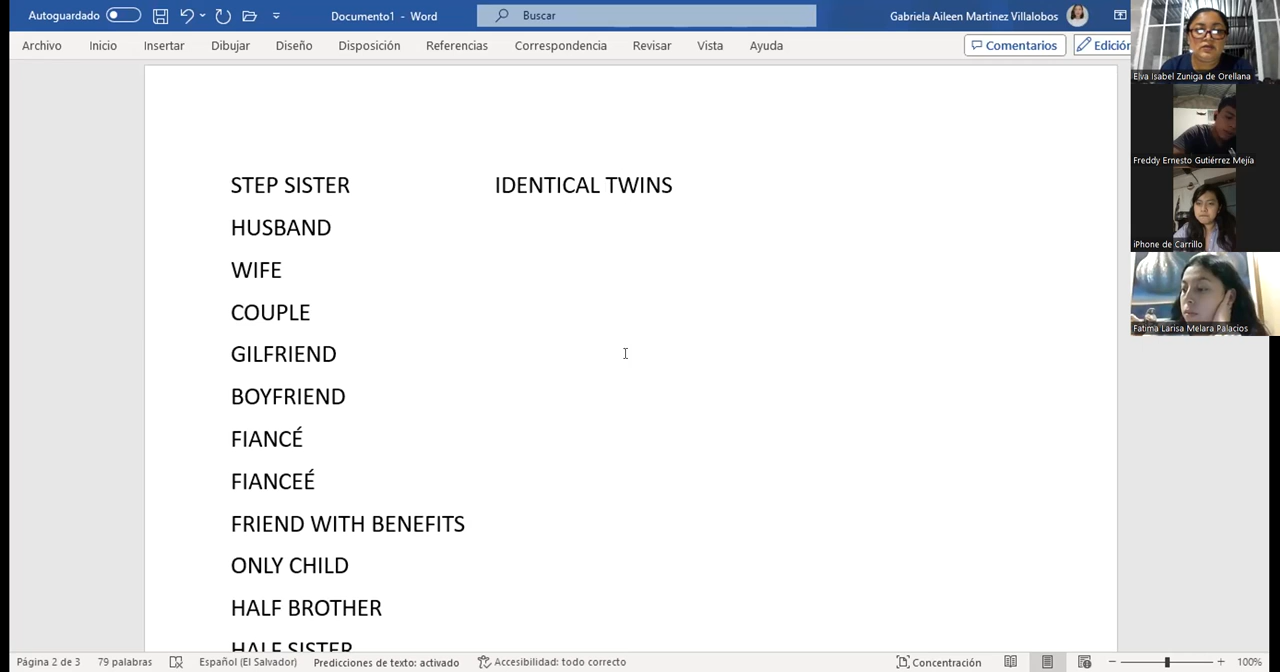 Autoguardado
Documento1 - Word
Buscar
Gabriela Aileen Martinez Villalobos
Archivo Inicio Insertar Dibujar Diseño Disposición Referencias Correspondencia Revisar Vista Ayuda
Comentarios
Edición
STEP SISTER IDENTICAL TWINS
HUSBAND
WIFE
COUPLE
GILFRIEND
BOYFRIEND
FIANCÉ
FIANCEÉ
FRIEND WITH BENEFITS
ONLY CHILD
HALF BROTHER
HALF SISTER
Elva Isabel Zuniga de Orellana
Freddy Ernesto Gutiérrez Mejía
iPhone de Carrillo
Fatima Larisa Melara Palacios
Página 2 de 3 79 palabras Español (El Salvador) Predicciones de texto: activado Accesibilidad: todo correcto Concentración 100%